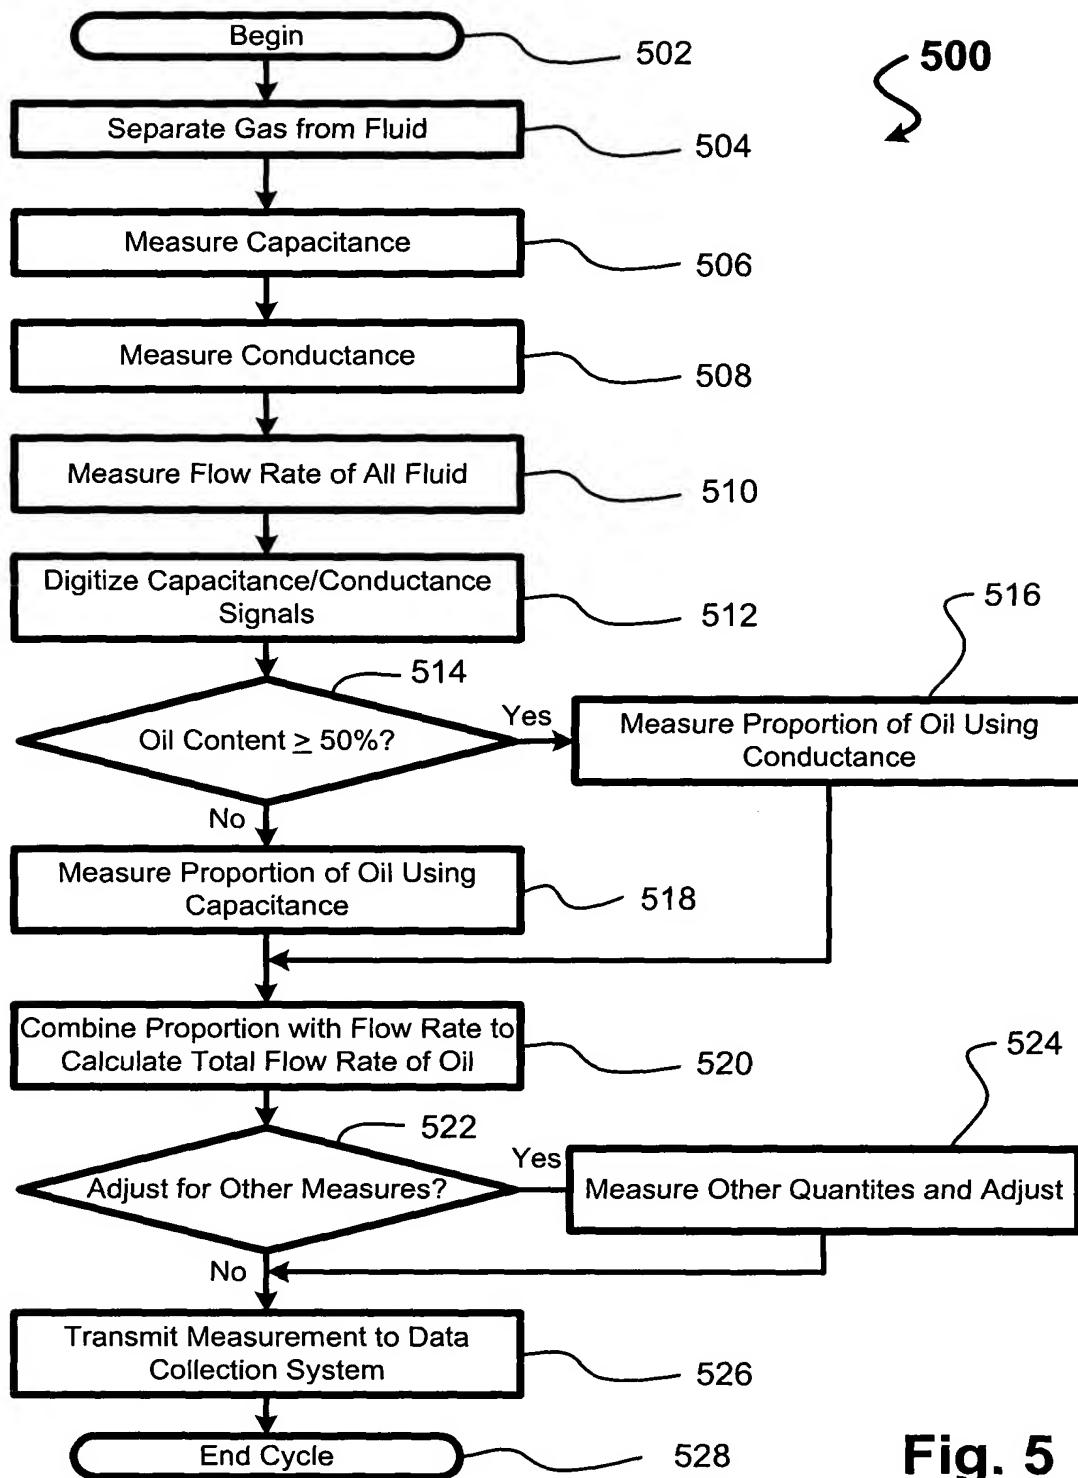 Begin
502
500
Separate Gas from Fluid
504
Measure Capacitance
506
Measure Conductance
508
Measure Flow Rate of All Fluid
510
Digitize Capacitance/Conductance
Signals
512
516
514
Oil Content ≥ 50%?
Yes
Measure Proportion of Oil Using
Conductance
No
Measure Proportion of Oil Using
Capacitance
518
Combine Proportion with Flow Rate to
Calculate Total Flow Rate of Oil
520
524
522
Adjust for Other Measures?
Yes
Measure Other Quantites and Adjust
No
Transmit Measurement to Data
Collection System
526
End Cycle
528
Fig. 5